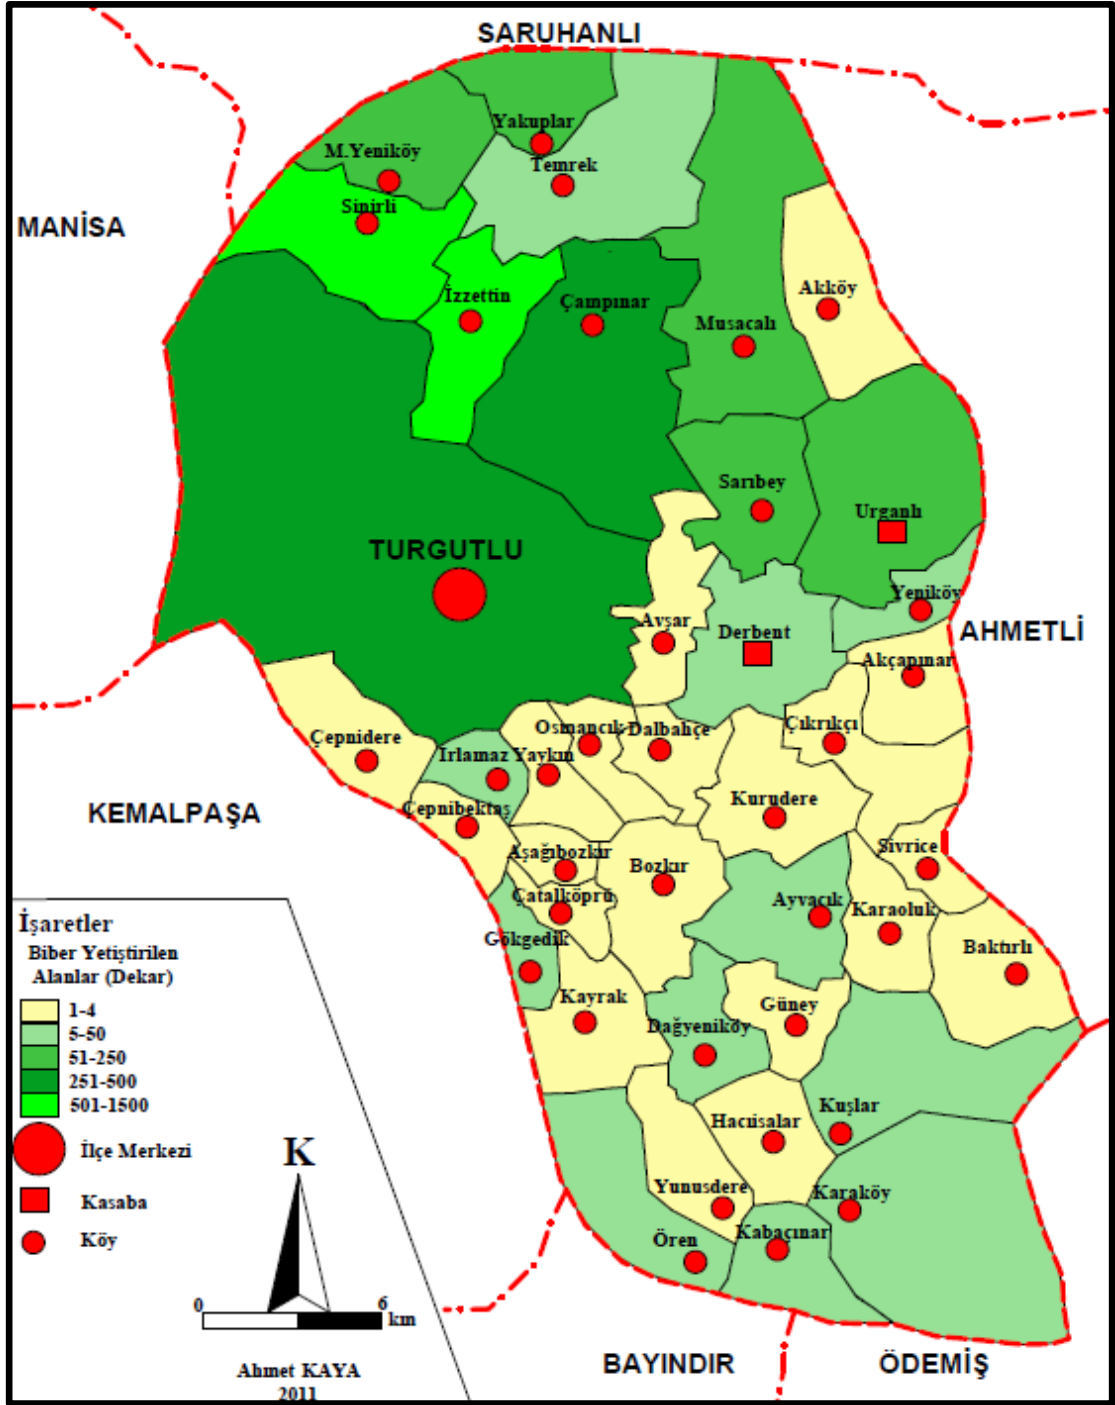 SARUHANLI
Yakuplar
M.Yeniköy
Temrek
Sinirli
MANİSA
İzzettin
Çampınar
Akköy
Musacalı
Sarıbey
Urganlı
TURGUTLU
Yeniköy
Avşar
Derbent
AHMETLİ
Akçapınar
Çepnidere
Osmancık
Dalbahçe
Çıkrıkçı
Irlamaz
Yaykın
KEMALPAŞA
Çepnibektaş
Kurudere
Aşağıbozkır
Bozkır
Sivrice
Çatalköprü
Ayvacık
Karaoluk
Gökgedik
Baktırlı
Kayrak
Güney
Dağyeniköy
Hacıisalar
Kuşlar
Yunusdere
Karaköy
Ören
Kabaçınar
İşaretler
Biber Yetiştirilen
Alanlar (Dekar)
1-4
5-50
51-250
251-500
501-1500
İlçe Merkezi
Kasaba
Köy
K
0 6
km
Ahmet KAYA
2011
BAYINDIR
ÖDEMİŞ